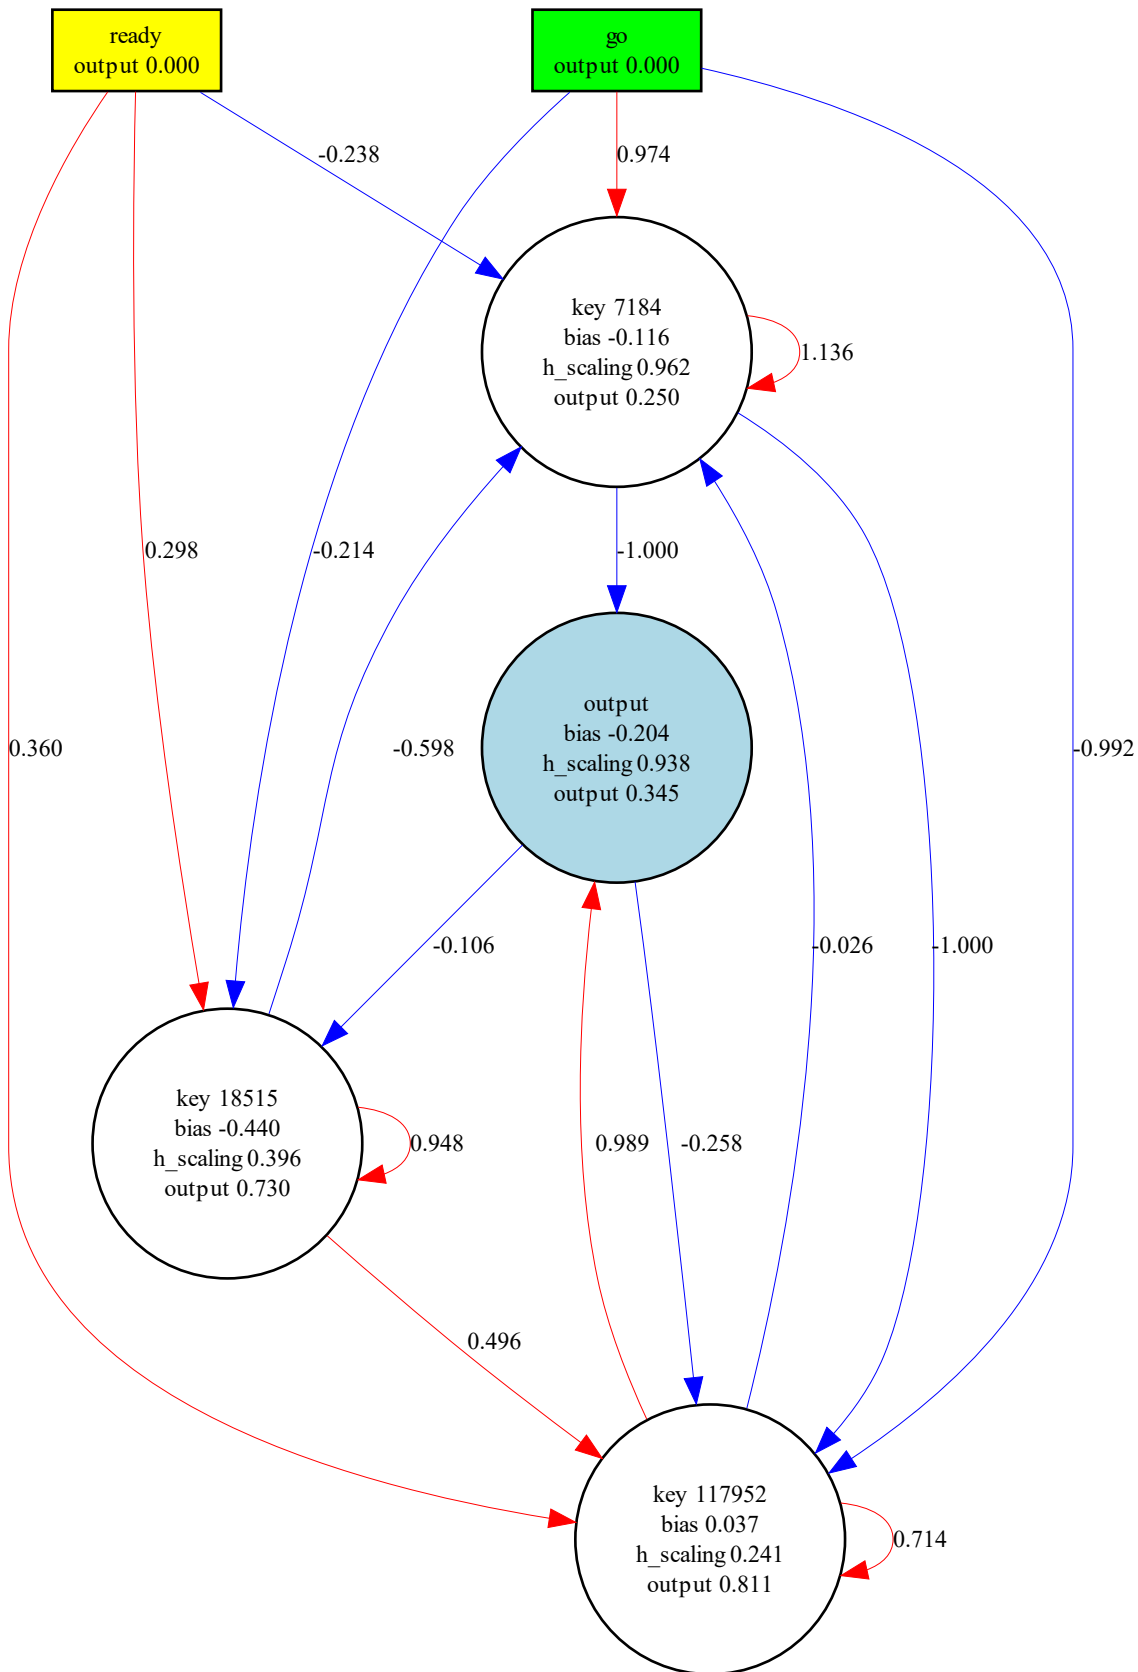 ready
output 0.000
go
output 0.000
-0.238
0.974
key 7184
bias -0.116
h_scaling 0.962
output 0.250
1.136
0.298
-0.214
-1.000
output
bias -0.204
h_scaling 0.938
output 0.345
0.360
-0.598
-0.992
-0.106
-0.026
-1.000
key 18515
bias -0.440
h_scaling 0.396
output 0.730
0.948
0.989
-0.258
0.496
key 117952
bias 0.037
h_scaling 0.241
output 0.811
0.714